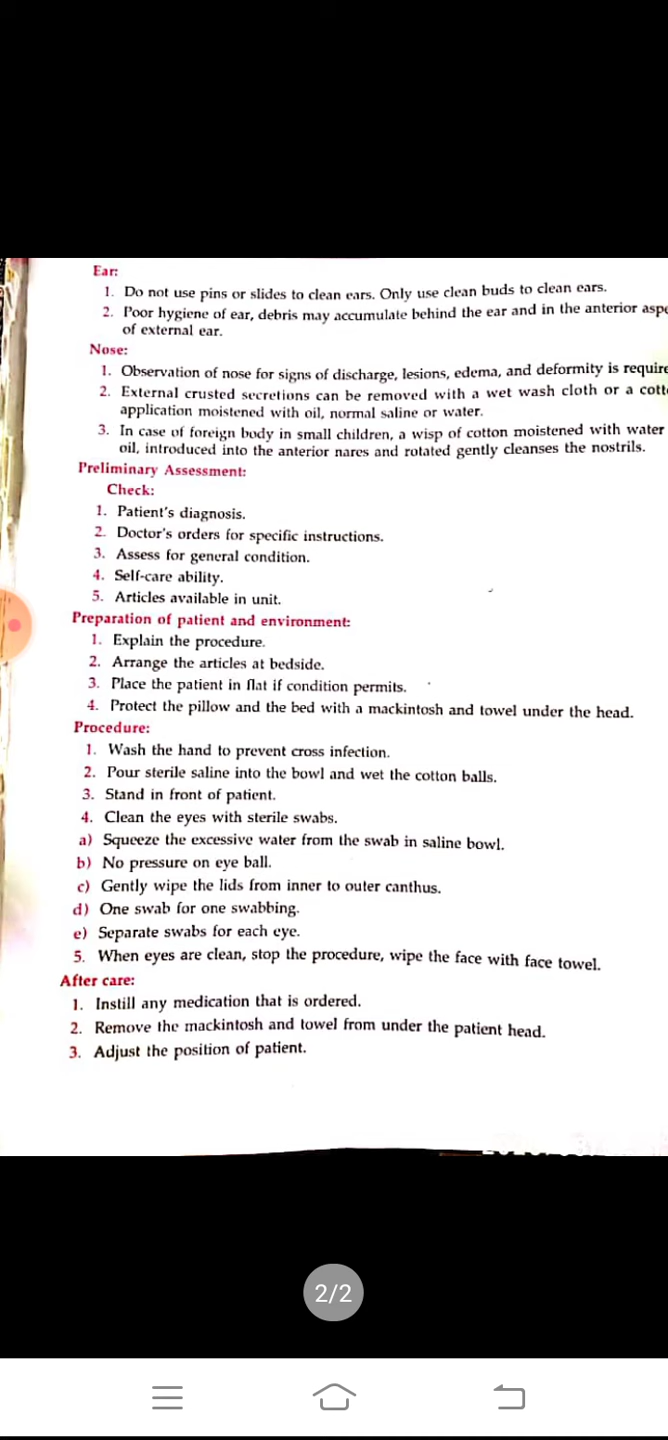 Ear:
1. Do not use pins or slides to clean ears. Only use clean buds to clean ears.
2. Poor hygiene of ear, debris may accumulate behind the ear and in the anterior
of external ear.
Nose:
1. Observation of nose for signs of discharge, lesions, edema, and deformity is
2. External crusted secretions can be removed with a wet wash cloth or a
application moistened with oil, normal saline or water.
3. In case of foreign body in small children, a wisp of cotton moistened with water
oil, introduced into the anterior nares and rotated gently cleanses the nostrils.
Preliminary Assessment:
Check:
1. Patient's diagnosis.
2. Doctor's orders for specific instructions.
3. Assess for general condition.
4. Self-care ability.
5. Articles available in unit.
Preparation of patient and environment:
1. Explain the procedure.
2. Arrange the articles at bedside.
3. Place the patient in flat if condition permits.
4. Protect the pillow and the bed with a mackintosh and towel under the head.
Procedure:
1. Wash the hand to prevent cross infection.
2. Pour sterile saline into the bowl and wet the cotton balls.
3. Stand in front of patient.
4. Clean the eyes with sterile swabs.
a) Squeeze the excessive water from the swab in saline bowl.
b) No pressure on eye ball.
c) Gently wipe the lids from inner to outer canthus.
d) One swab for one swabbing.
e) Separate swabs for each eye.
5. When eyes are clean, stop the procedure, wipe the face with face towel.
After care:
1. Instill any medication that is ordered.
2. Remove the mackintosh and towel from under the patient head.
3. Adjust the position of patient.
2/2